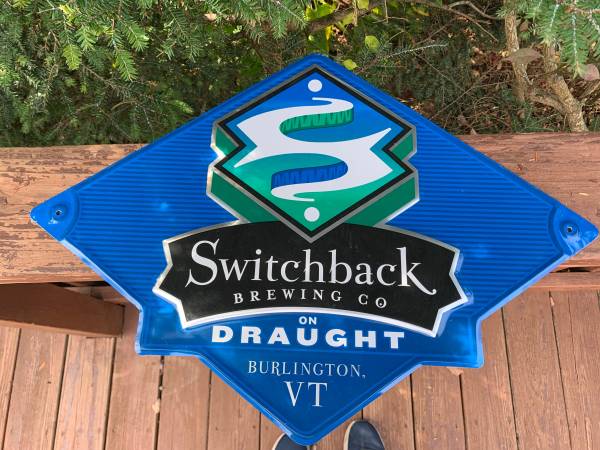 Switchback
BREWING CO
ON
DRAUGHT
BURLINGTON,
VT